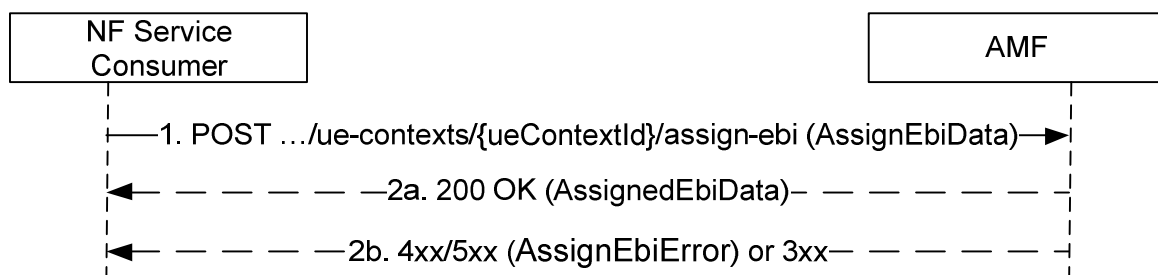 NF Service
Consumer
AMF
1. POST …/ue-contexts/{ueContextId}/assign-ebi (AssignEbiData)
2a. 200 OK (AssignedEbiData)
2b. 4xx/5xx (AssignEbiError) or 3xx